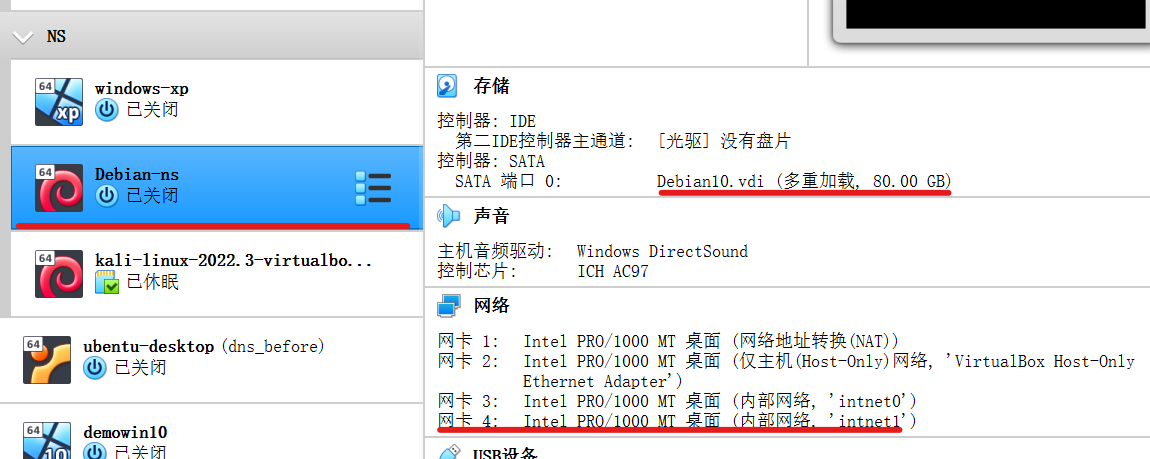 NS
64
windows-xp
xp
已关闭
64
Debian-ns
已关闭
64
kali-linux-2022.3-virtualbo...
已休眠
64
ubentu-desktop (dns_before)
已关闭
64
demowin10
10
已关闭
存储
控制器: IDE
第二IDE控制器主通道: [光驱] 没有盘片
控制器: SATA
SATA 端口 0: Debian10.vdi (多重加载, 80.00 GB)
声音
主机音频驱动: Windows DirectSound
控制芯片: ICH AC97
网络
网卡 1: Intel PRO/1000 MT 桌面 (网络地址转换(NAT))
网卡 2: Intel PRO/1000 MT 桌面 (仅主机(Host-Only)网络, 'VirtualBox Host-Only
Ethernet Adapter')
网卡 3: Intel PRO/1000 MT 桌面 (内部网络, 'intnet0')
网卡 4: Intel PRO/1000 MT 桌面 (内部网络, 'intnet1')
USB设备